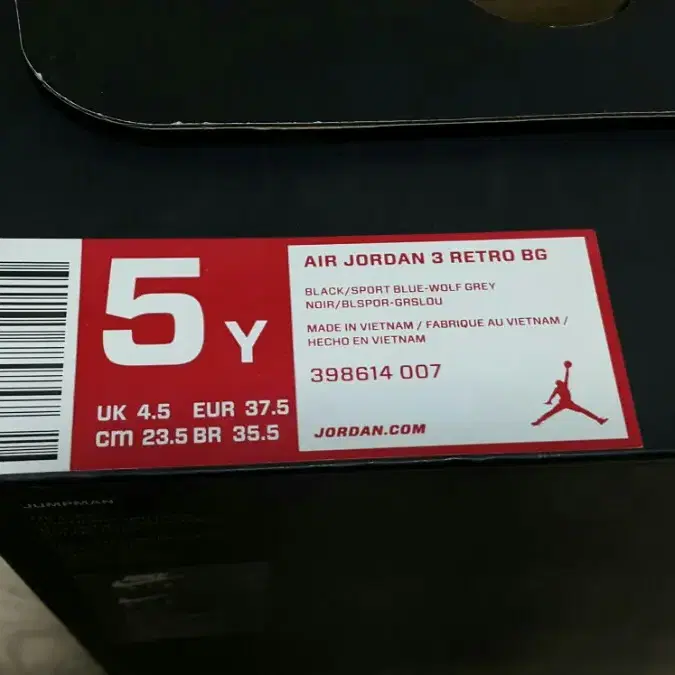 5 Y
UK 4.5 EUR 37.5
cm 23.5 BR 35.5
AIR JORDAN 3 RETRO BG
BLACK/SPORT BLUE-WOLF GREY
NOIR/BLSPOR-GRSLOU
MADE IN VIETNAM / FABRIQUE AU VIETNAM /
HECHO EN VIETNAM
398614 007
JORDAN.COM
JUMPMAN